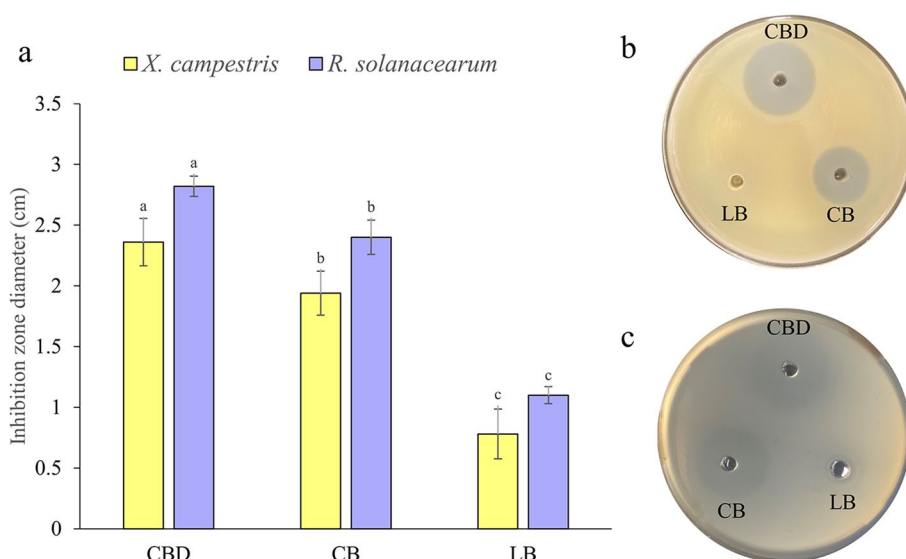 a
X. campestris R. solanacearum
Inhibition zone diameter (cm)
3.5
3
2.5
2
1.5
1
0.5
0
a
a
b
b
c
c
CBD CB LB
b
CBD
LB
CB
c
CBD
CB
LB